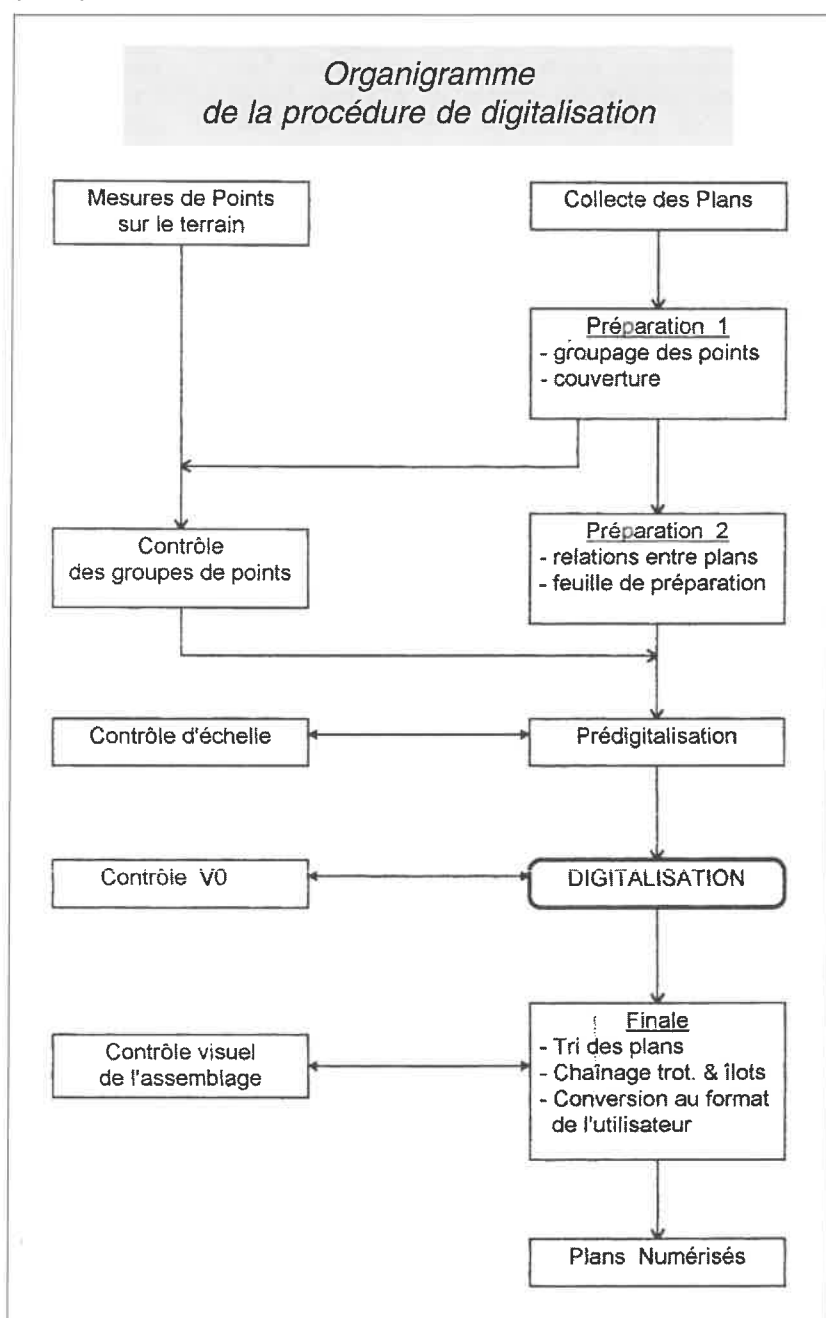 Organigramme
de la procédure de digitalisation
Mesures de Points
sur le terrain
Collecte des Plans
Préparation 1
- groupage des points
- couverture
Contrôle
des groupes de points
Préparation 2
- relations entre plans
- feuille de préparation
Contrôle d'échelle
Prédigitalisation
Contrôle V0
DIGITALISATION
Contrôle visuel
de l'assemblage
Finale
- Tri des plans
- Chaînage trot. & îlots
- Conversion au format
de l'utilisateur
Plans Numérisés